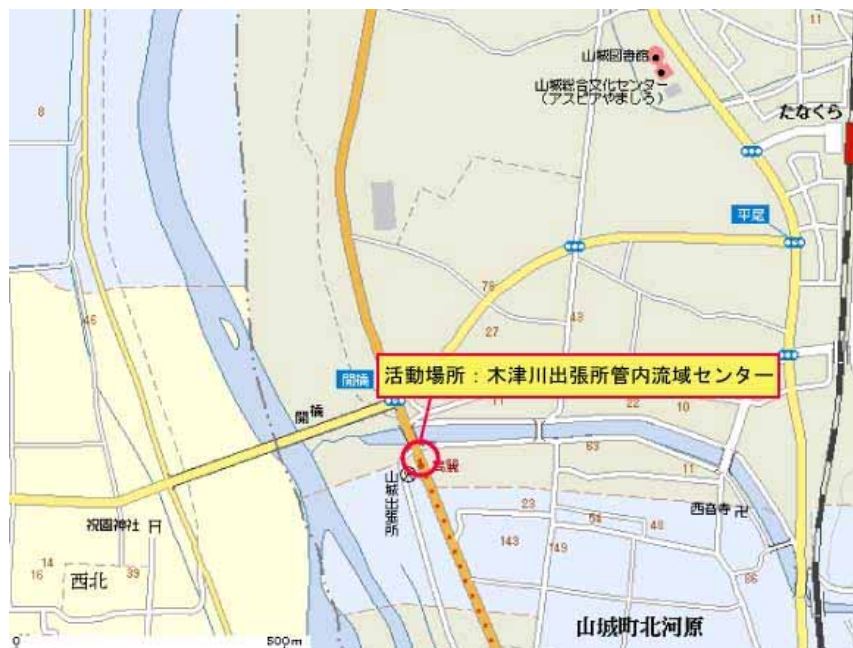 11
山城図書館
8
山城総合文化センター
(アスピアやましろ)
たなくら
平尾
76
46
27
43
開橋
活動場所：木津川出張所管内流域センター
11
22
10
開橋
63
11
山城出張所
23
54
48
西音寺
祝園神社
143
149
14
16
39
西北
86
山城町北河原
0
500m